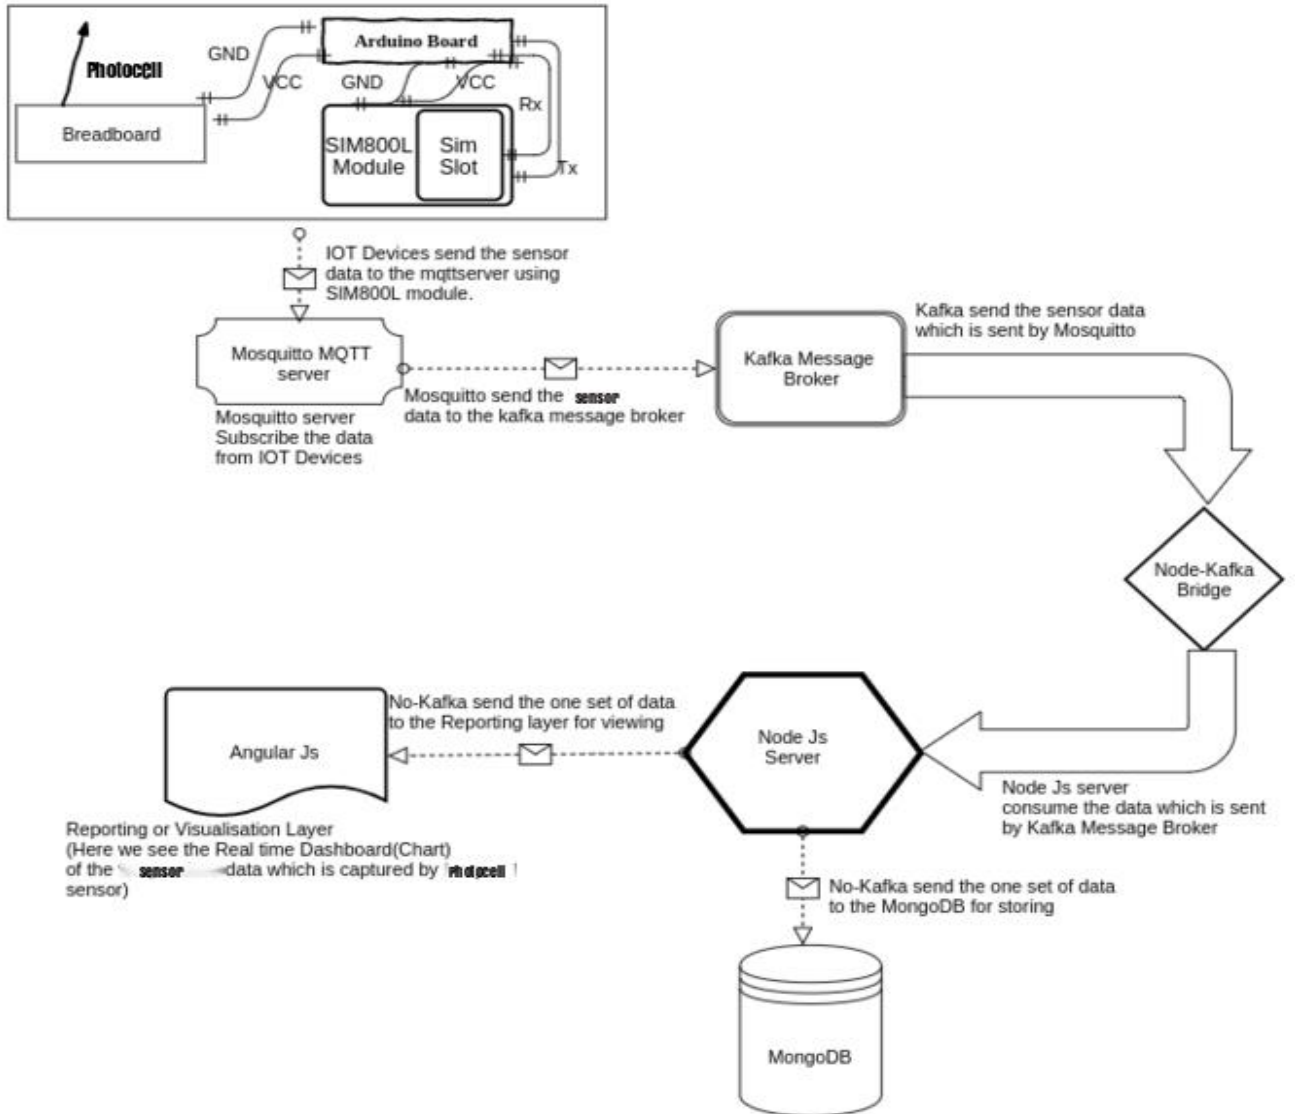 Arduino Board
GND
Photocell
VCC
GND
VCC
Rx
Breadboard
SIM800L
Module
Sim
Slot
Tx
IOT Devices send the sensor
data to the mqttserver using
SIM800L module.
Mosquitto MQTT
server
Mosquitto server
Subscribe the data
from IOT Devices
Mosquitto send the sensor
data to the kafka message broker
Kafka Message
Broker
Kafka send the sensor data
which is sent by Mosquitto
Node-Kafka
Bridge
Node Js server
consume the data which is sent
by Kafka Message Broker
Node Js
Server
No-Kafka send the one set of data
to the Reporting layer for viewing
Angular Js
Reporting or Visualisation Layer
(Here we see the Real time Dashboard(Chart)
of the sensor data which is captured by Photocell
sensor)
No-Kafka send the one set of data
to the MongoDB for storing
MongoDB